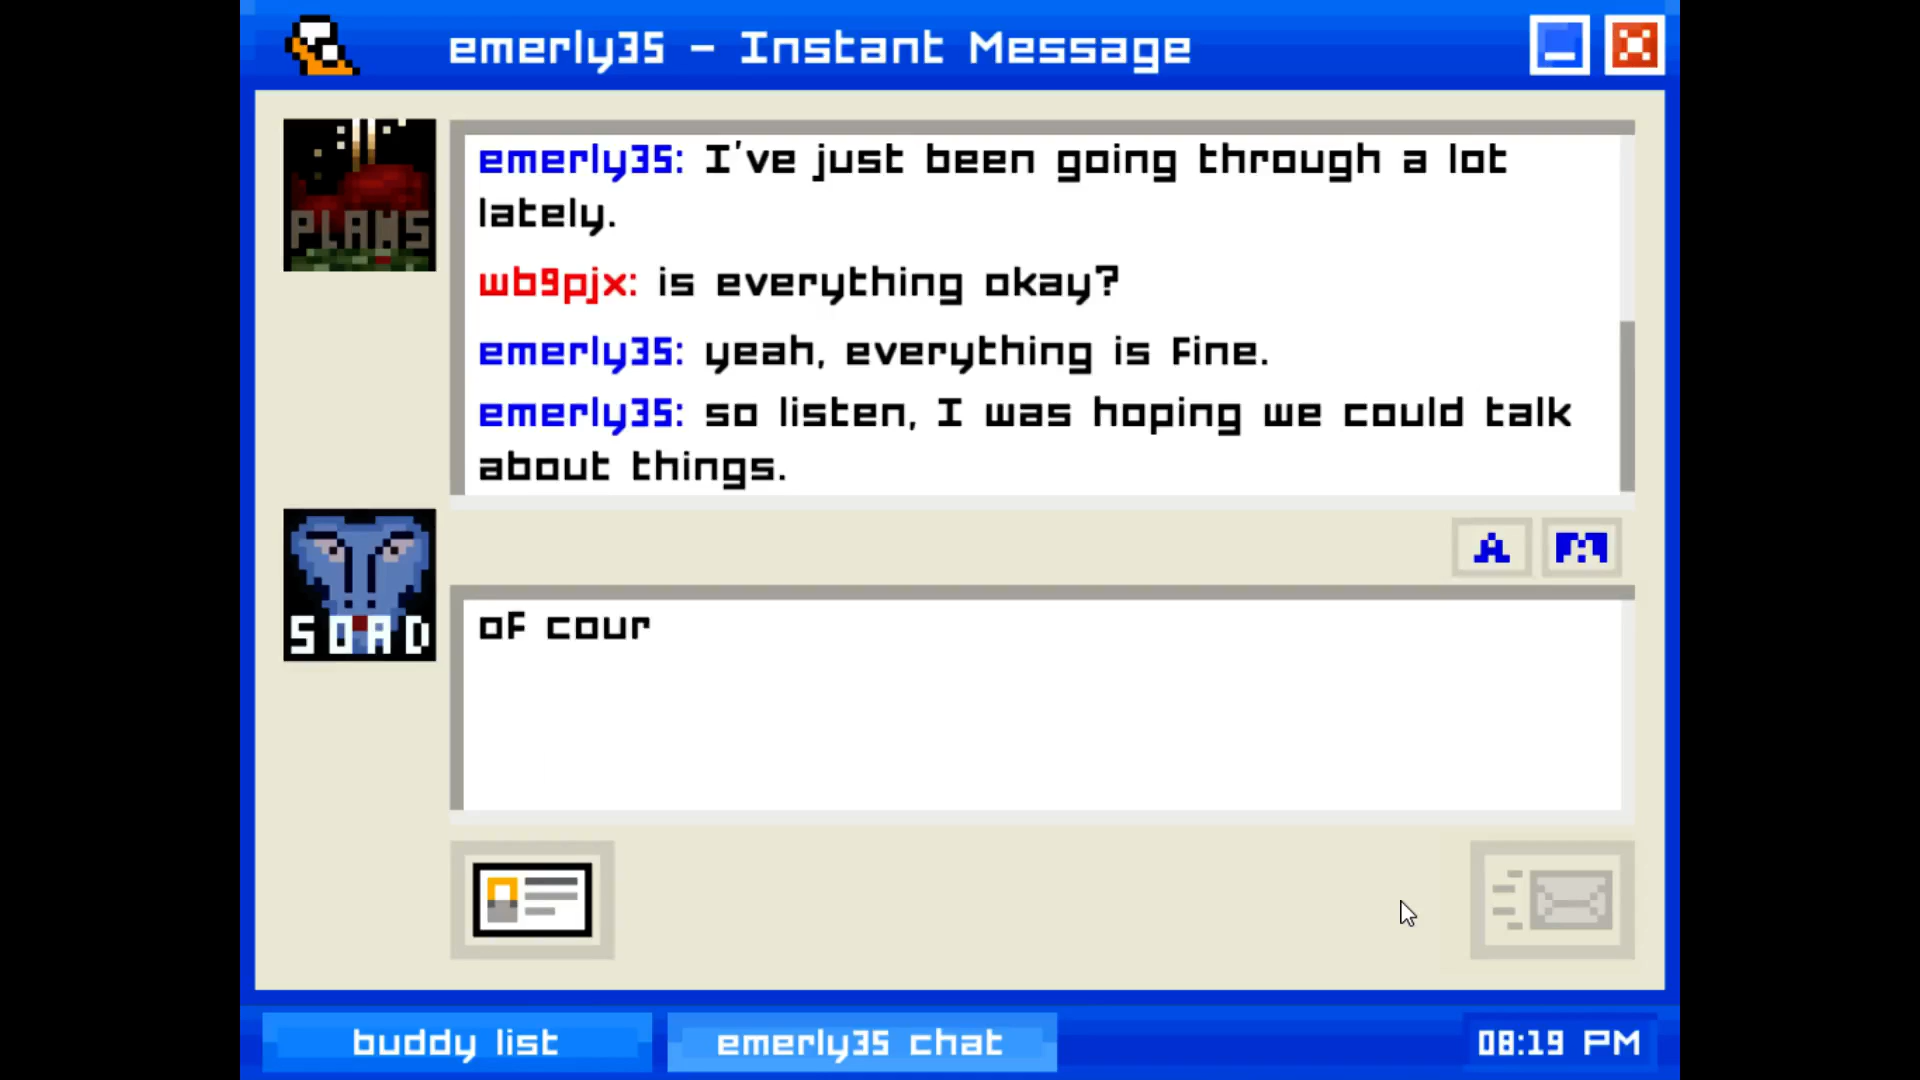 emerly35 - Instant Message
PLANS
emerly35: I've just been going through a lot
lately.
wb9pjx: is everything okay?
emerly35: yeah, everything is fine.
emerly35: so listen, I was hoping we could talk
about things.
A
SOAD
of cour
buddy list
emerly35 chat
08:19 PM